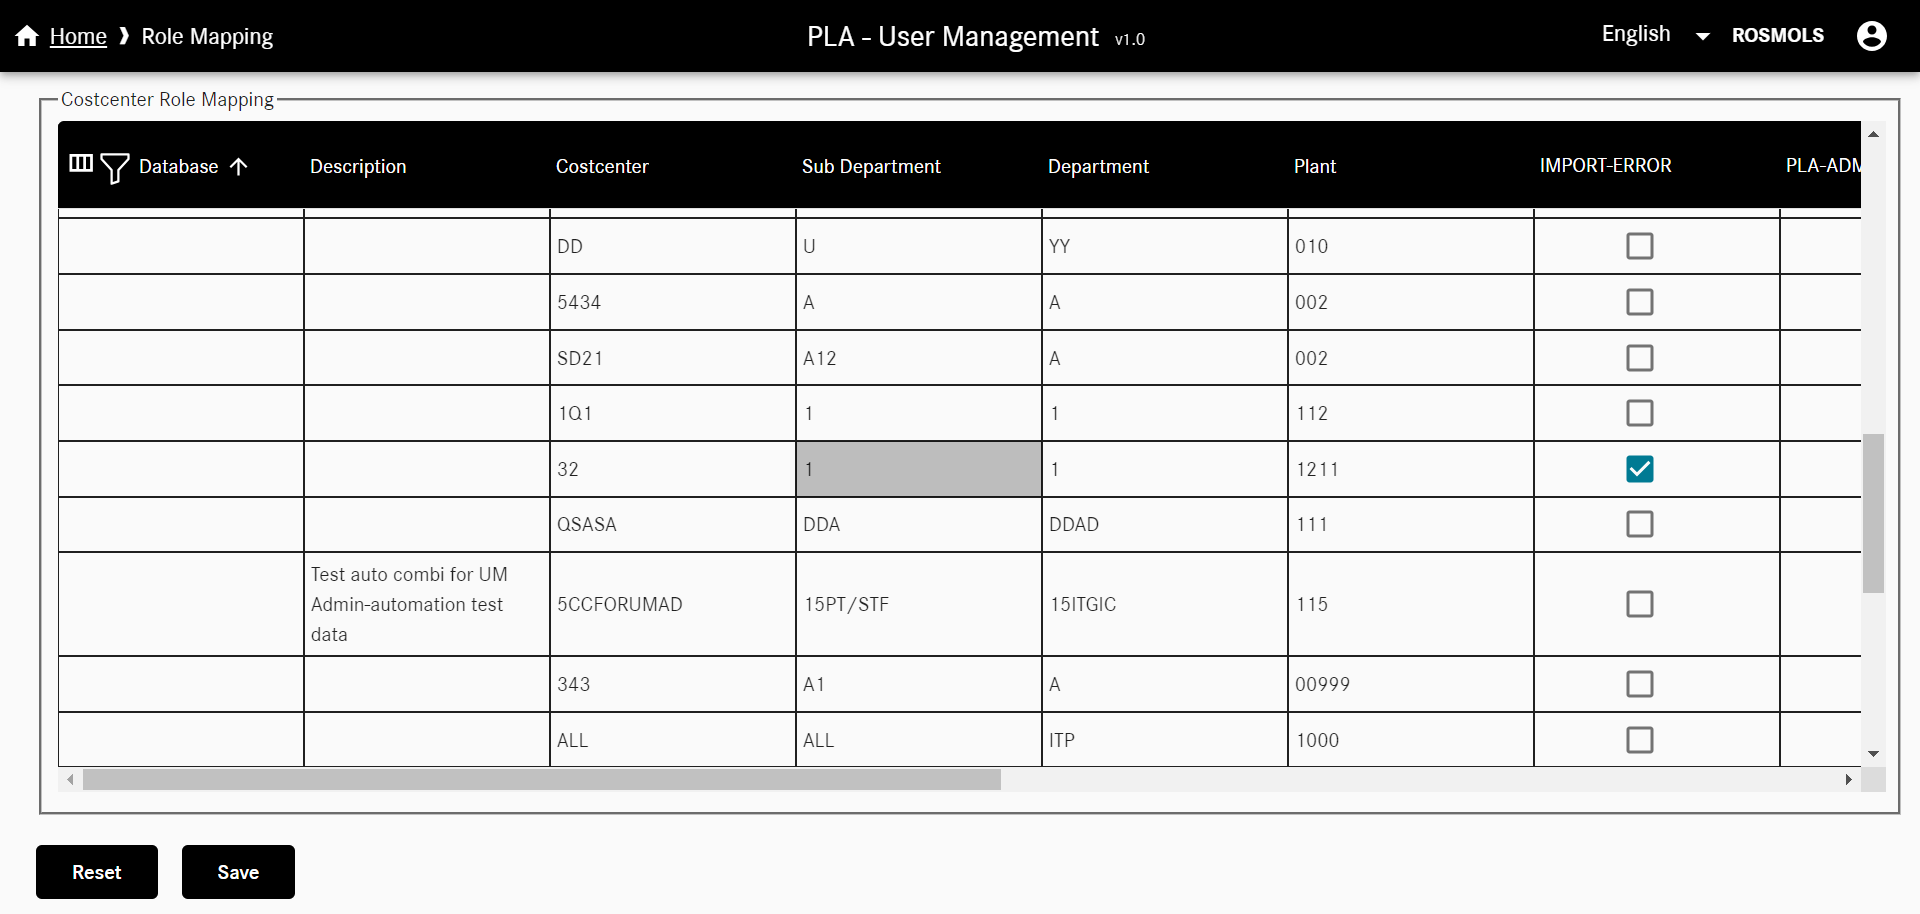 Home ❱ Role Mapping
PLA - User Management v1.0
English
ROSMOLS
Costcenter Role Mapping
Database Description Costcenter Sub Department Department Plant IMPORT-ERROR PLA-ADM
DD U YY 010
5434 A A 002
SD21 A12 A 002
1Q1 1 1 112
32 1 1 1211
QSASA DDA DDAD 111
Test auto combi for UM
Admin-automation test
data
5CCFORUMAD 15PT/STF 15ITGIC 115
343 A1 A 00999
ALL ALL ITP 1000
Reset Save